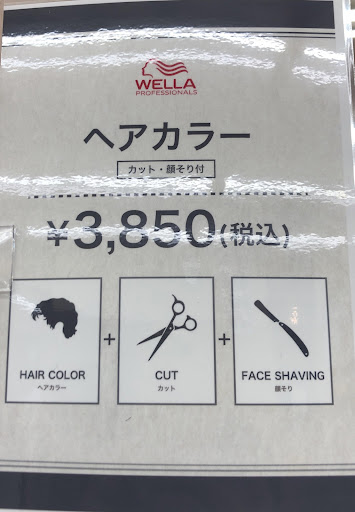 WELLA
PROFESSIONALS
ヘアカラー
カット・顔そり付
¥3,850(税込)
HAIR COLOR
ヘアカラー
+
CUT
カット
+
FACE SHAVING
顔そり